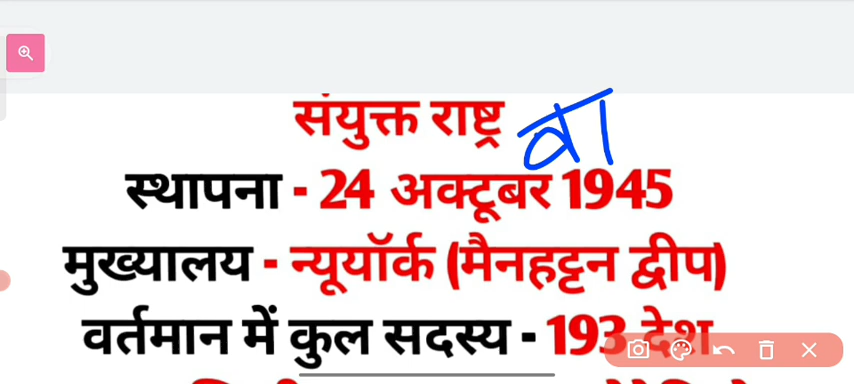 संयुक्त राष्ट्र वा
स्थापना - 24 अक्टूबर 1945
मुख्यालय - न्यूयॉर्क (मैनहट्टन द्वीप)
वर्तमान में कुल सदस्य - 193 देश